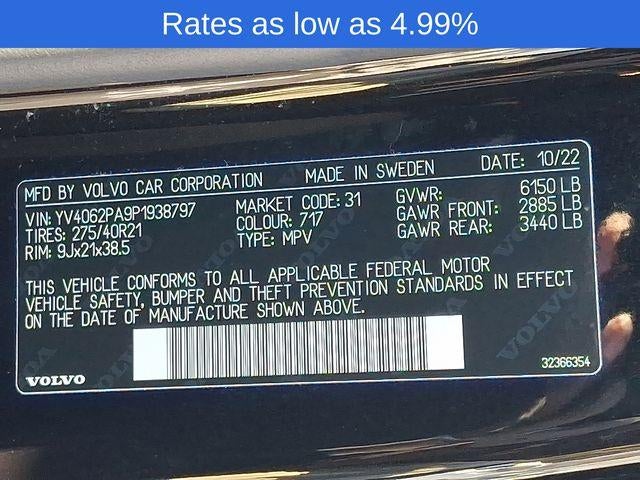 Rates as low as 4.99%
MFD BY VOLVO CAR CORPORATION MADE IN SWEDEN DATE: 10/22
VIN: YV4062PA9P1938797 MARKET CODE: 31 GVWR: 6150 LB
TIRES: 275/40R21 COLOUR: 717 GAWR FRONT: 2885 LB
RIM: 9Jx21x38.5 TYPE: MPV GAWR REAR: 3440 LB
THIS VEHICLE CONFORMS TO ALL APPLICABLE FEDERAL MOTOR
VEHICLE SAFETY, BUMPER AND THEFT PREVENTION STANDARDS IN EFFECT
ON THE DATE OF MANUFACTURE SHOWN ABOVE.
VOLVO 32366354